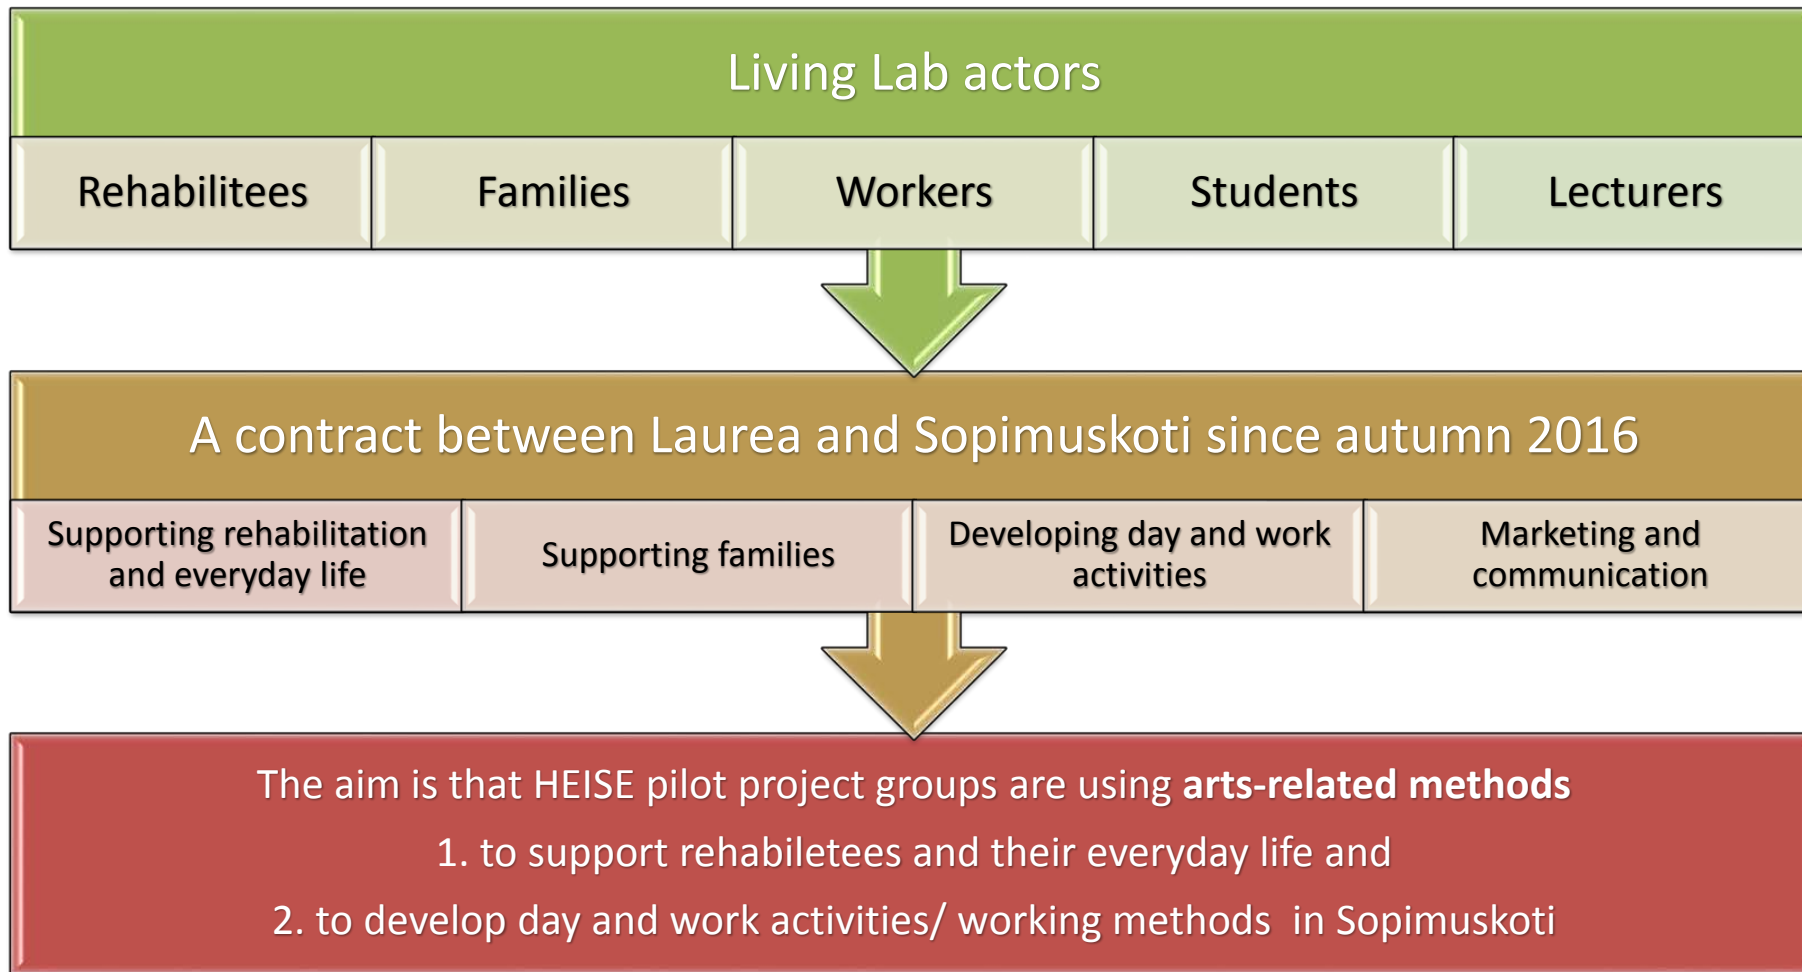 Living Lab actors
Rehabilitees
Families
Workers
Students
Lecturers
A contract between Laurea and Sopimuskoti since autumn 2016
Supporting rehabilitation
and everyday life
Supporting families
Developing day and work
activities
Marketing and
communication
The aim is that HEISE pilot project groups are using arts-related methods
1. to support rehabiletees and their everyday life and
2. to develop day and work activities/ working methods in Sopimuskoti